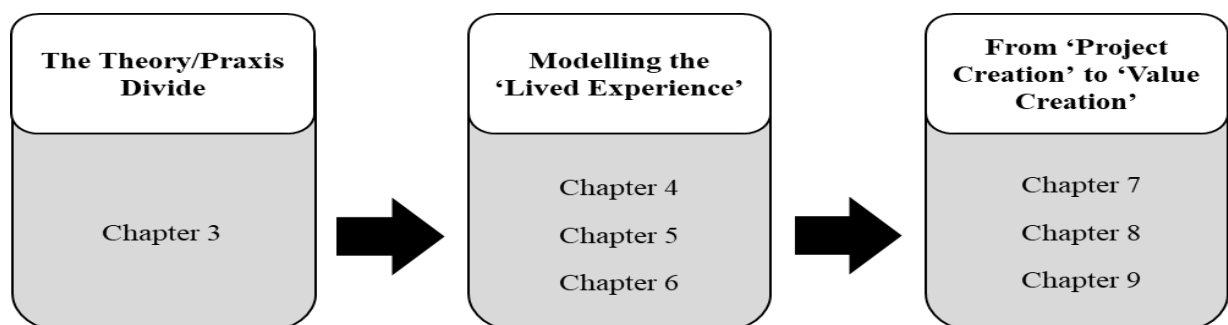 The Theory/Praxis
Divide
Chapter 3
Modelling the
‘Lived Experience’
Chapter 4
Chapter 5
Chapter 6
From ‘Project
Creation’ to ‘Value
Creation’
Chapter 7
Chapter 8
Chapter 9